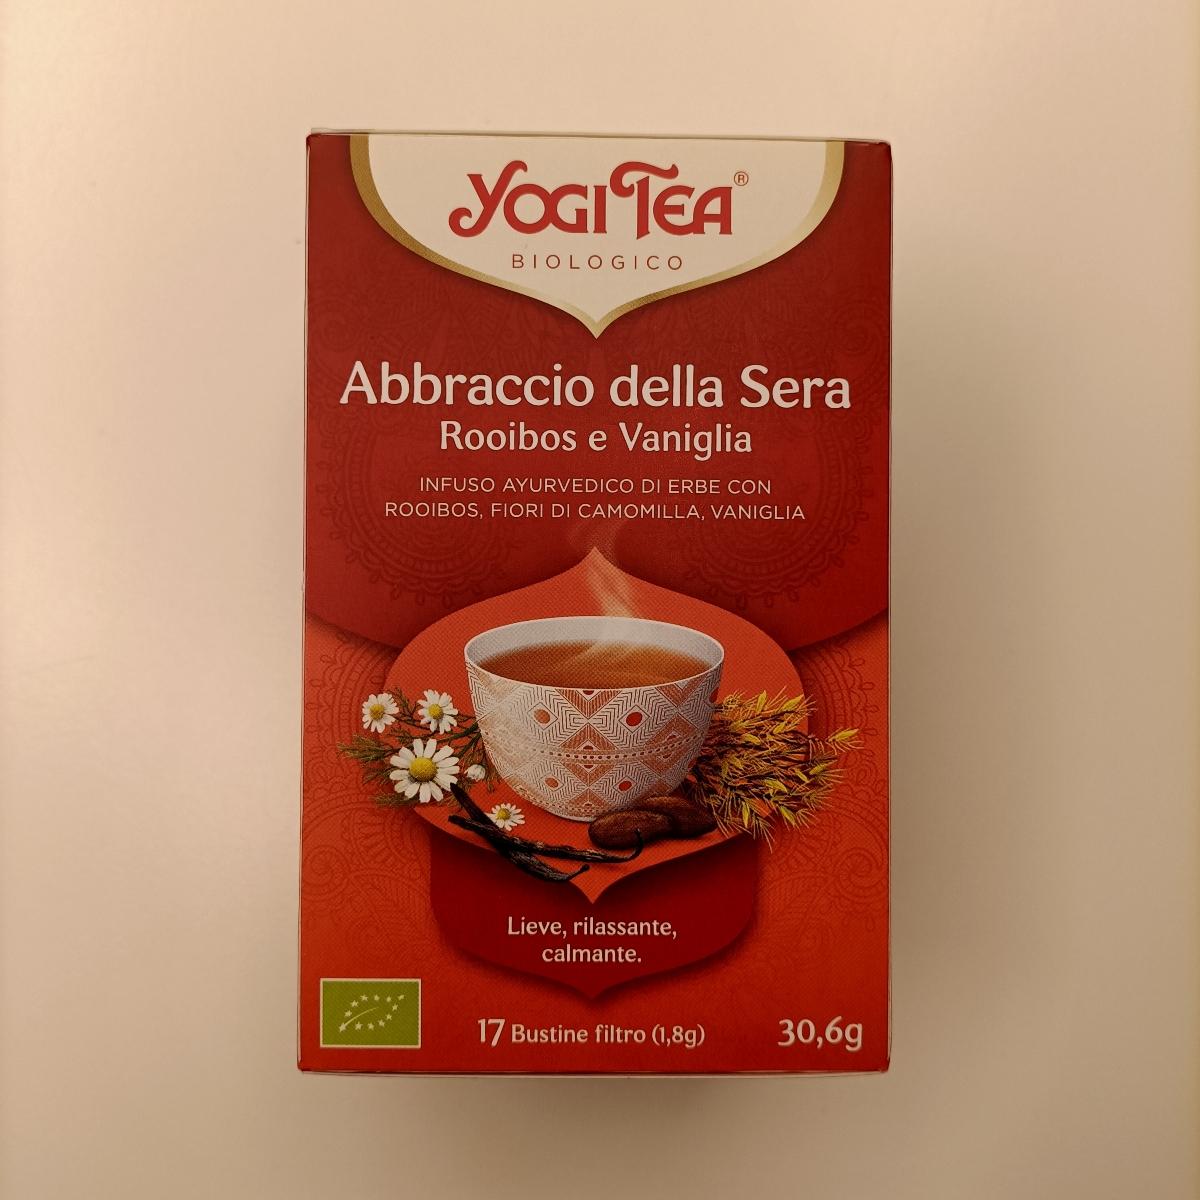 YOGI TEA®
BIOLOGICO
Abbraccio della Sera
Rooibos e Vaniglia
INFUSO AYURVEDICO DI ERBE CON
ROOIBOS, FIORI DI CAMOMILLA, VANIGLIA
Lieve, rilassante,
calmante.
17 Bustine filtro (1,8g)
30,6g